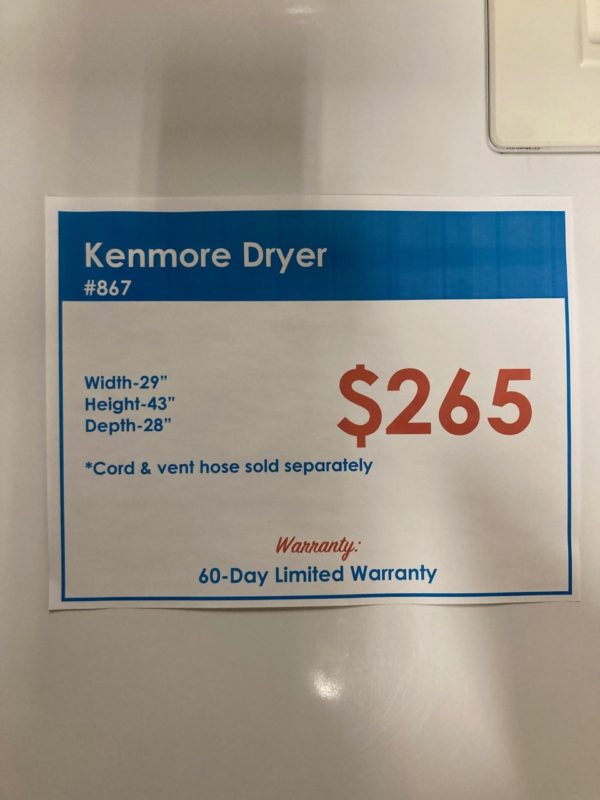 Kenmore Dryer
#867
Width-29”
Height-43”
Depth-28”
$265
*Cord & vent hose sold separately
Warranty:
60-Day Limited Warranty